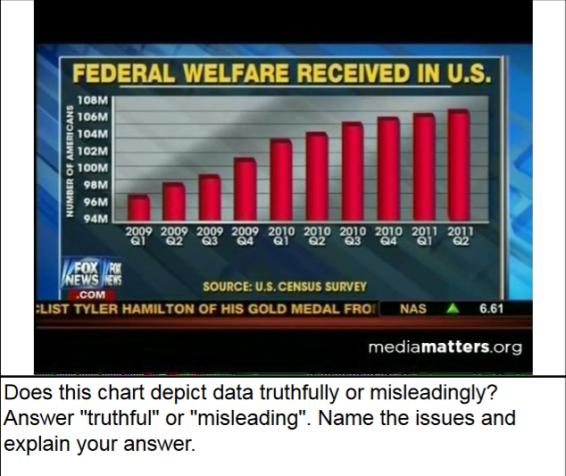 FEDERAL WELFARE RECEIVED IN U.S.
NUMBER OF AMERICANS
108M
106M
104M
102M
100M
98M
96M
94M
2009 2009 2009 2009 2010 2010 2010 2010 2011 2011
Q1 Q2 Q3 Q4 Q1 Q2 Q3 Q4 Q1 Q2
FOX FOX
NEWS NEWS
.COM
SOURCE: U.S. CENSUS SURVEY
CLIST TYLER HAMILTON OF HIS GOLD MEDAL FRO NAS ▲ 6.61
mediamatters.org
Does this chart depict data truthfully or misleadingly?
Answer "truthful" or "misleading". Name the issues and
explain your answer.